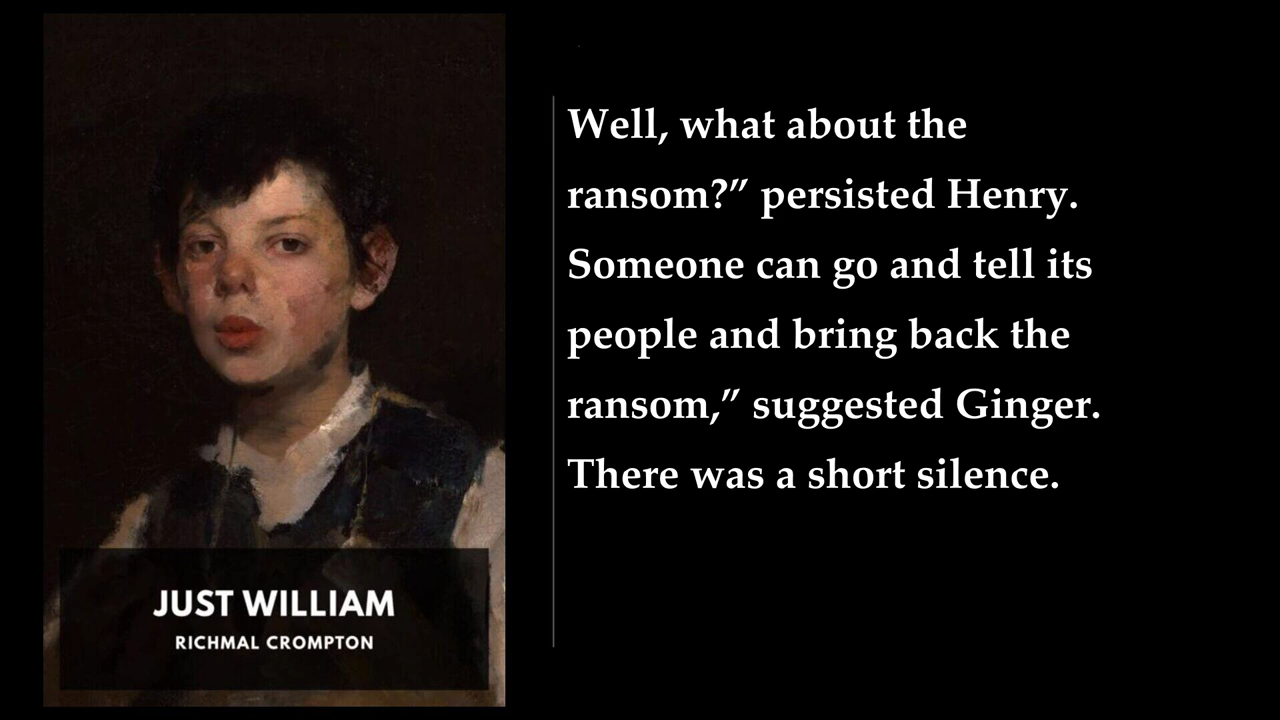 JUST WILLIAM
RICHMAL CROMPTON
Well, what about the
ransom?” persisted Henry.
Someone can go and tell its
people and bring back the
ransom,” suggested Ginger.
There was a short silence.